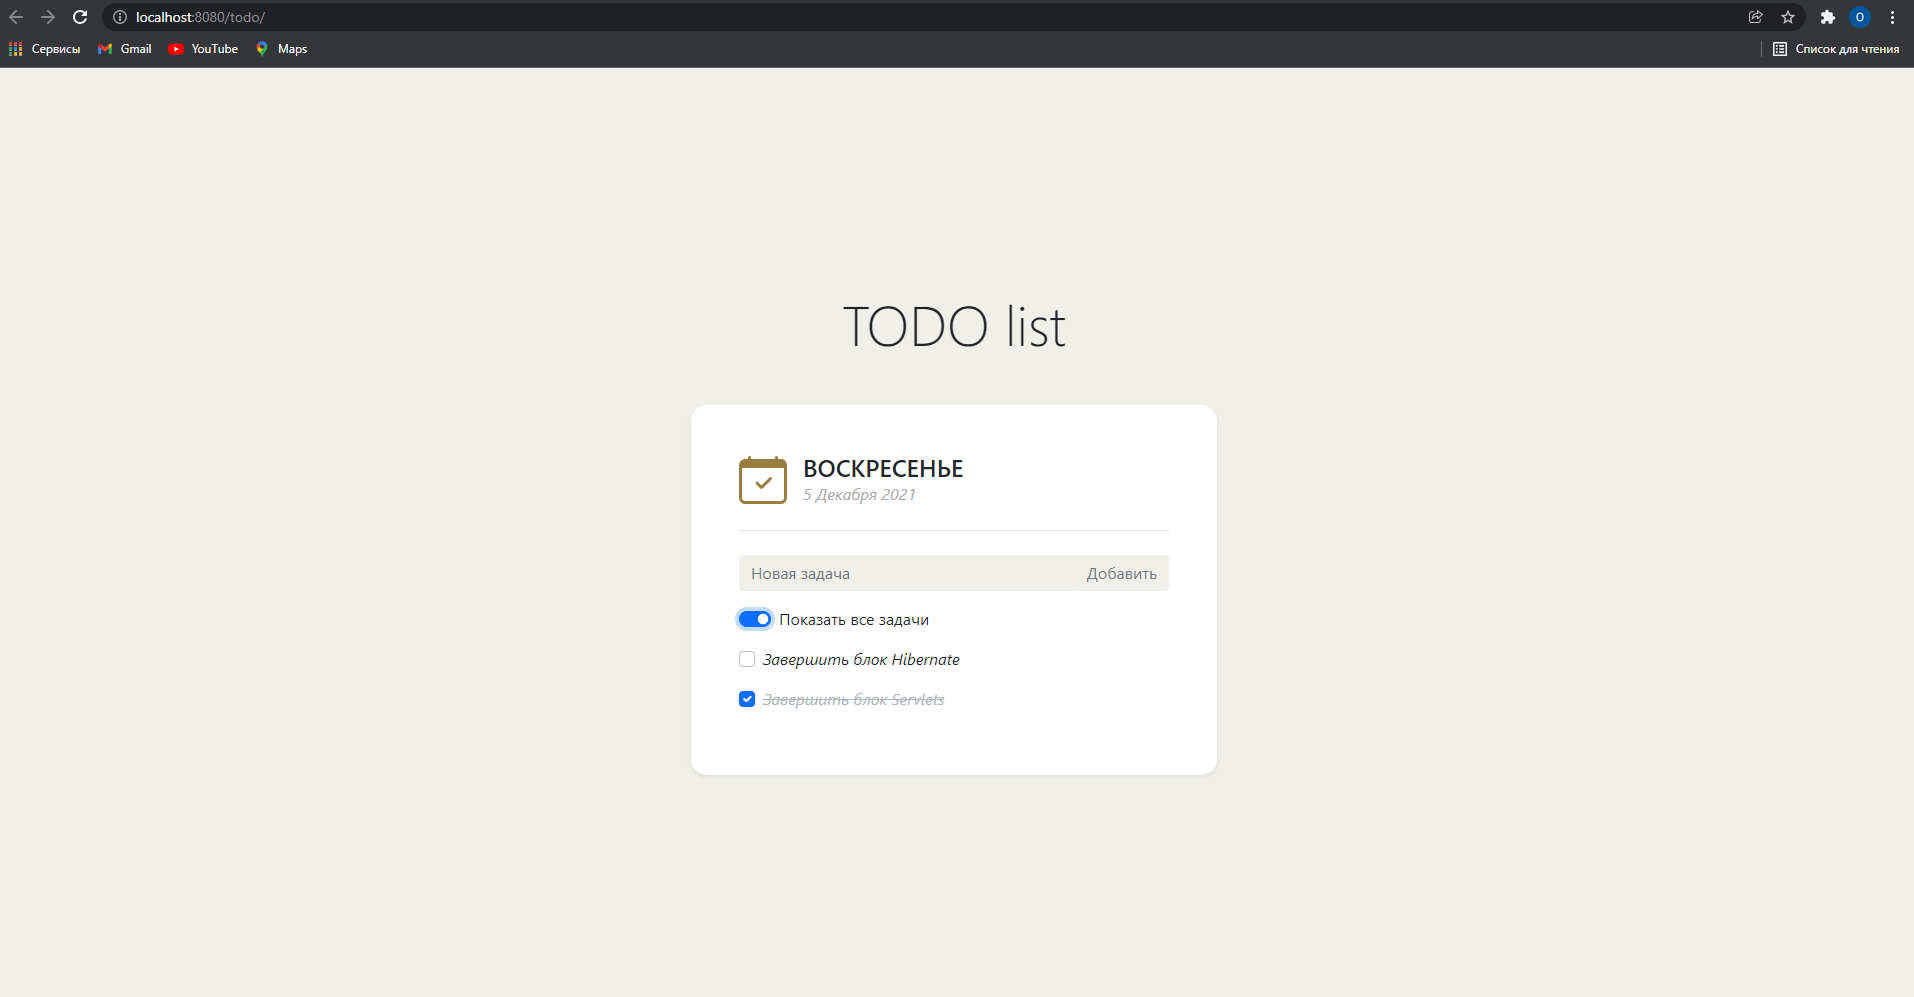 localhost:8080/todo/
Сервисы Gmail YouTube Maps Список для чтения
TODO list
ВОСКРЕСЕНЬЕ
5 Декабря 2021
Новая задача Добавить
Показать все задачи
Завершить блок Hibernate
Завершить блок Servlets